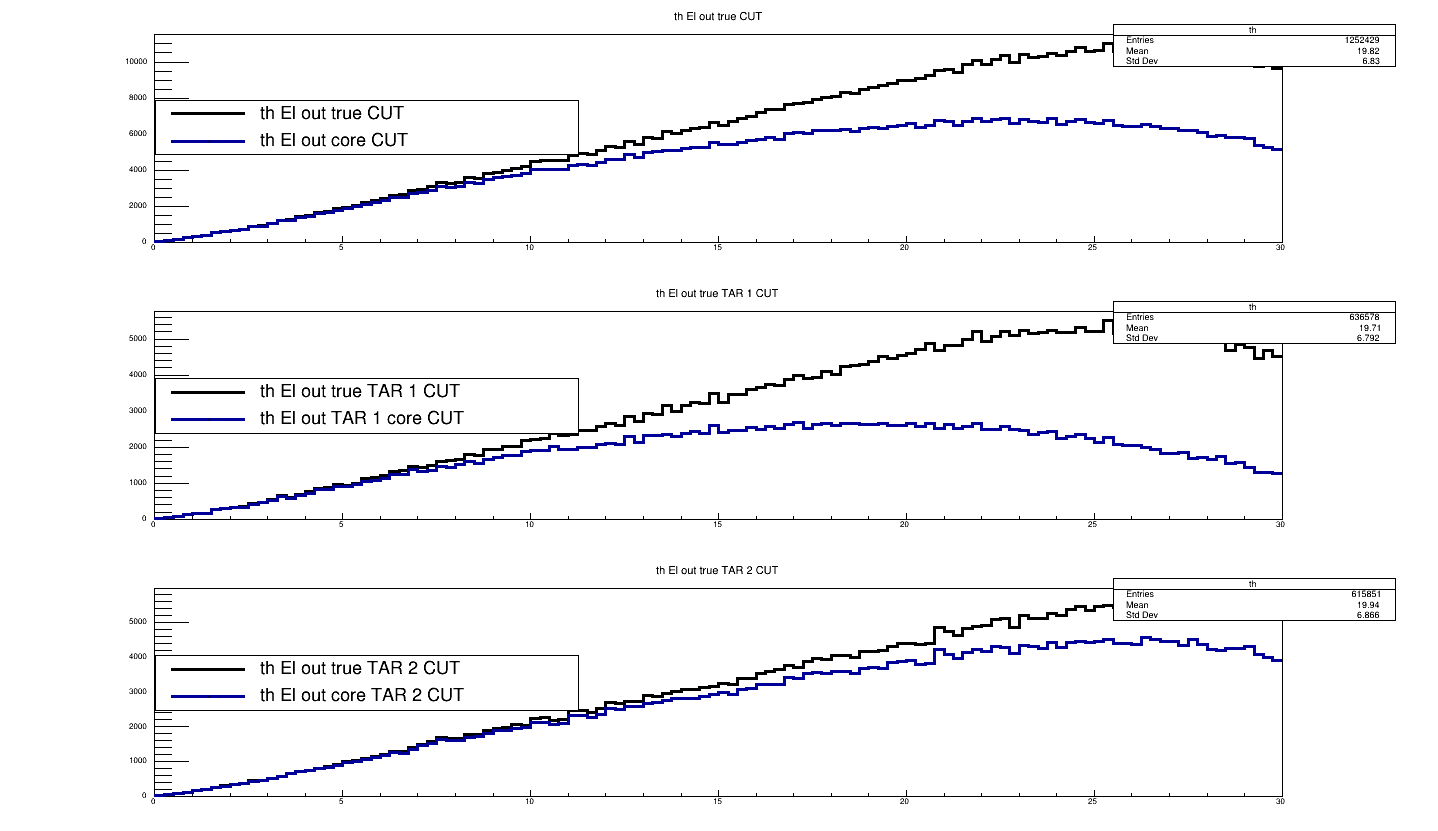 th El out true CUT
th
Entries 1252429
Mean 19.82
Std Dev 6.83
10000
8000
6000
4000
2000
0
th El out true CUT
th El out core CUT
0 5 10 15 20 25 30
th El out true TAR 1 CUT
th
Entries 636578
Mean 19.71
Std Dev 6.792
5000
4000
3000
2000
1000
0
th El out true TAR 1 CUT
th El out TAR 1 core CUT
0 5 10 15 20 25 30
th El out true TAR 2 CUT
th
Entries 615851
Mean 19.94
Std Dev 6.866
5000
4000
3000
2000
1000
0
th El out true TAR 2 CUT
th El out core TAR 2 CUT
0 5 10 15 20 25 30